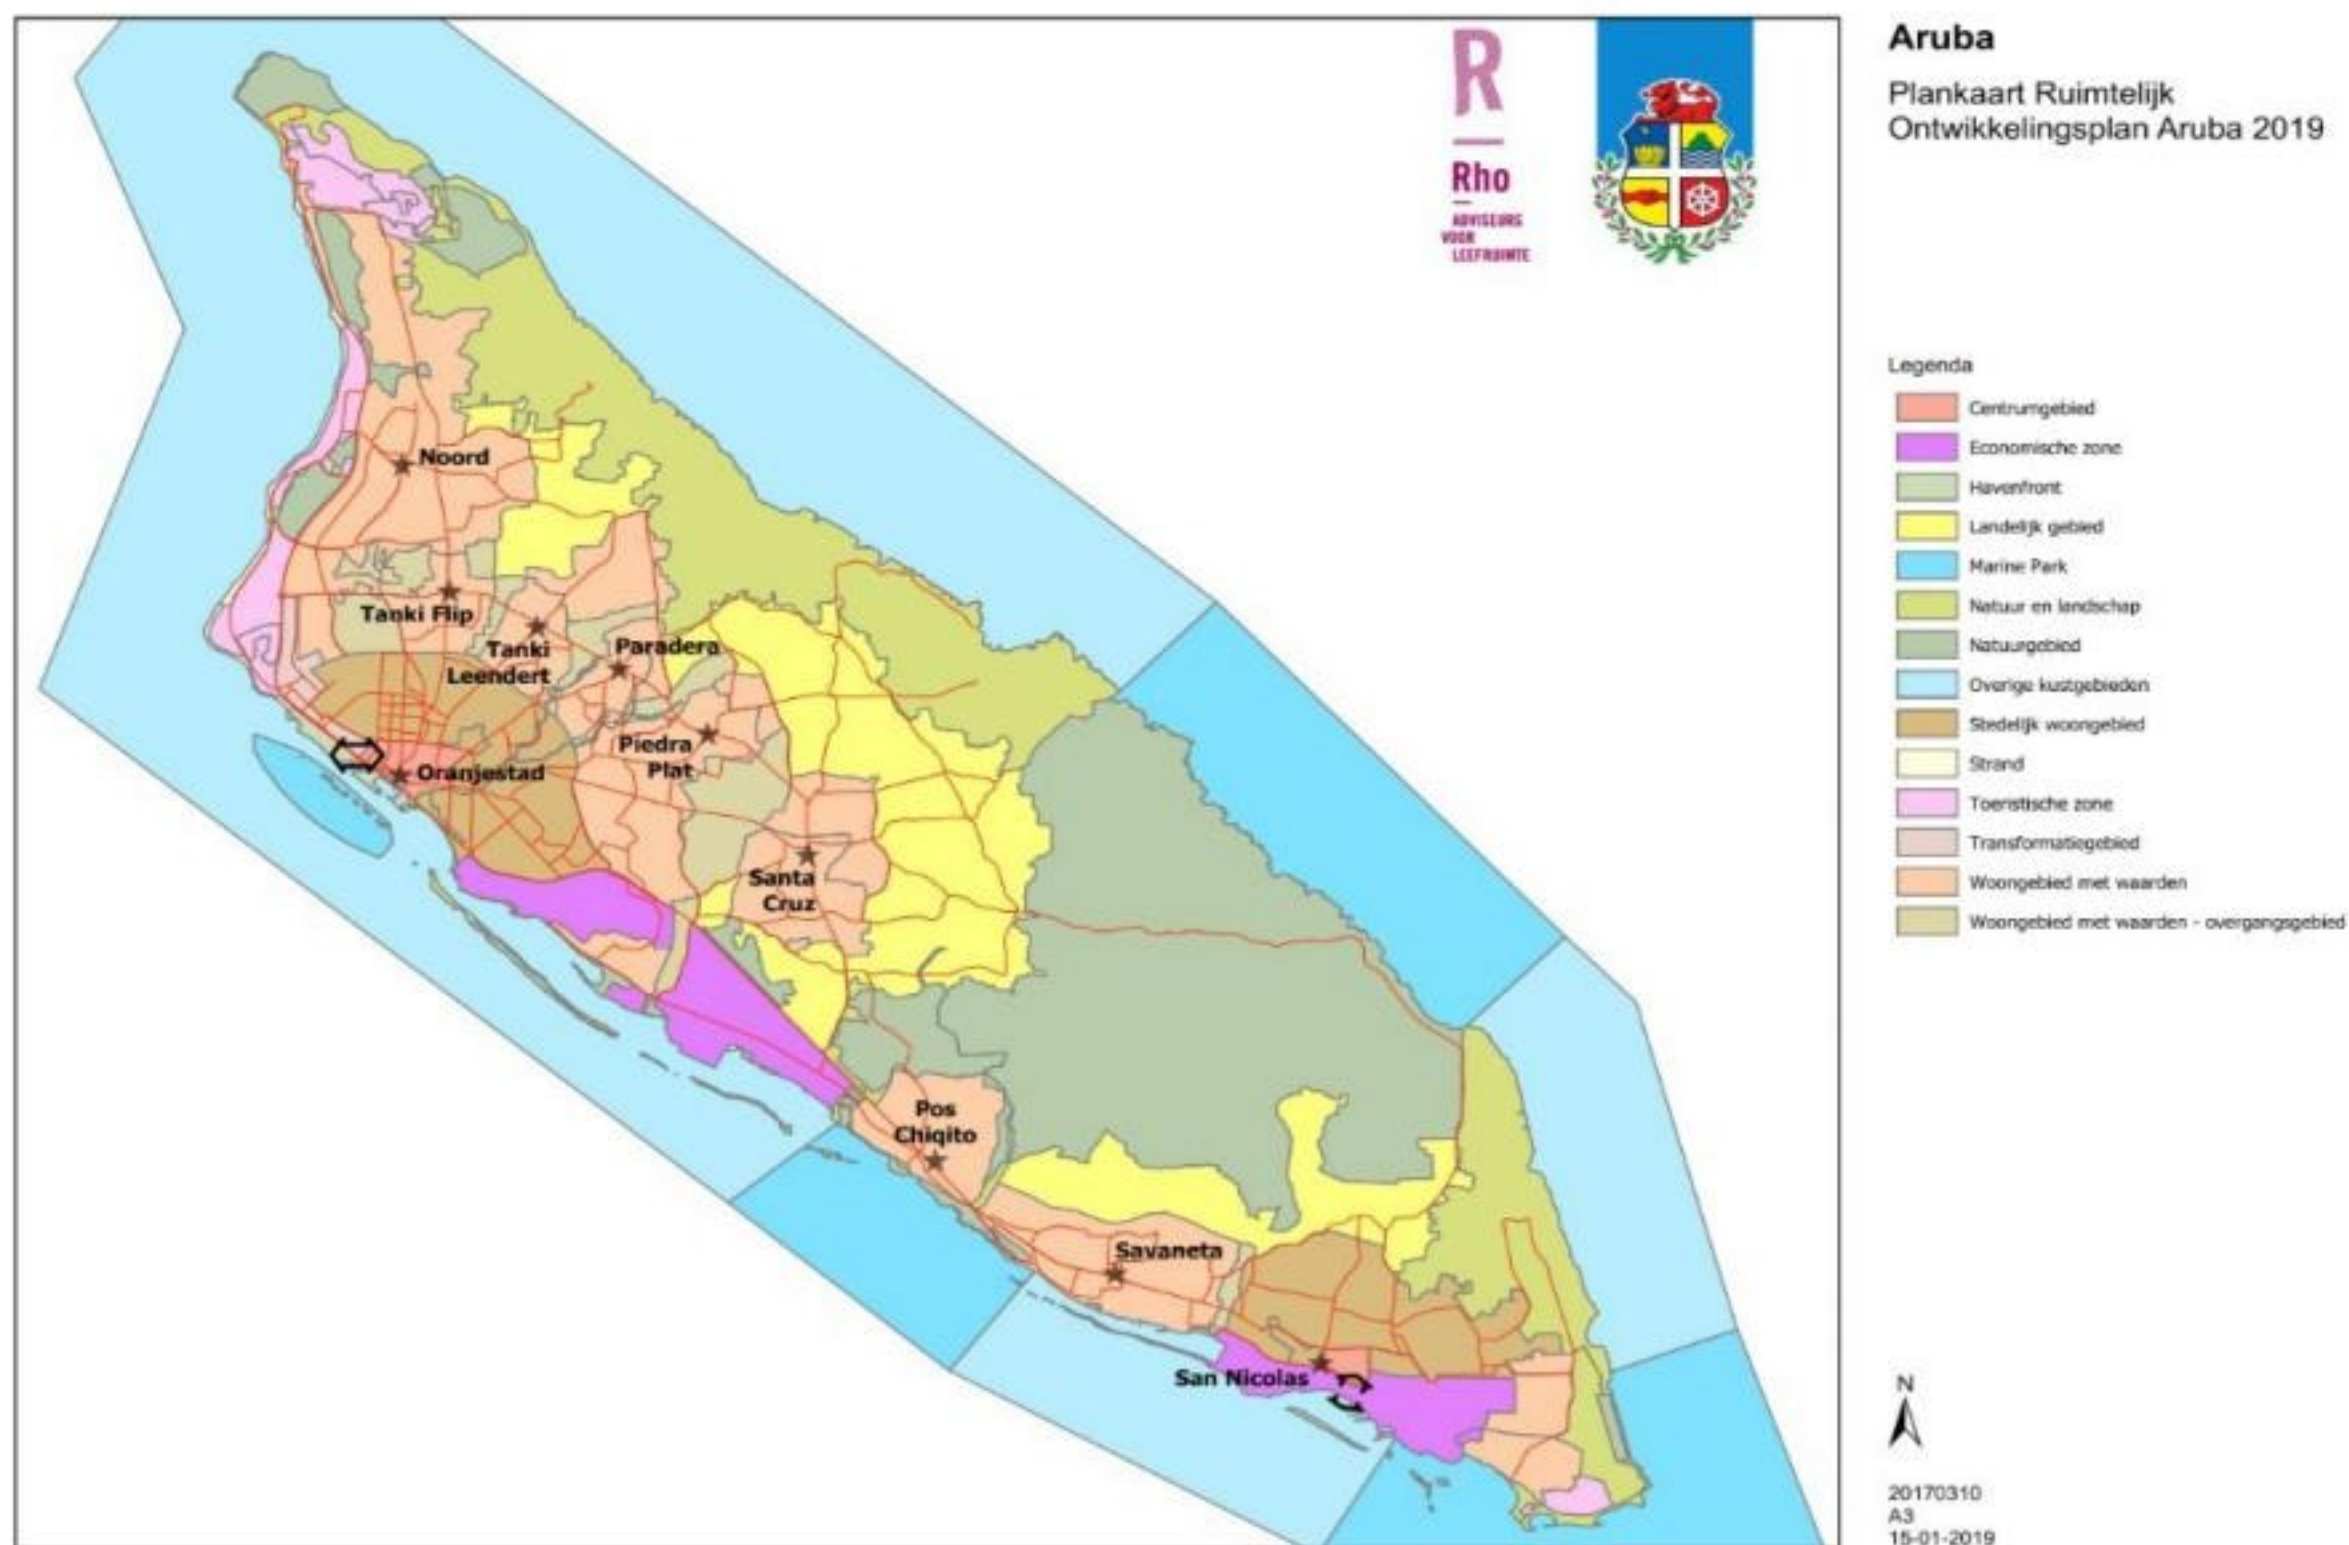 R
Rho
ADVISEURS
VOOR
LEEFRUIMTE
Aruba
Plankaart Ruimtelijk
Ontwikkelingsplan Aruba 2019
Legenda
Centrumgebied
Economische zone
Havenfront
Landelijk gebied
Marine Park
Natuur en landschap
Natuurgebied
Overige kustgebieden
Stedelijk woongebied
Strand
Toeristische zone
Transformatiegebied
Woongebied met waarden
Woongebied met waarden - overgangsgebied
Noord
Tanki Flip
Tanki
Leendert
Paradera
Piedra
Plat
Oranjestad
Santa
Cruz
Pos
Chiqito
Savaneta
San Nicolas
N
20170310
A3
15-01-2019